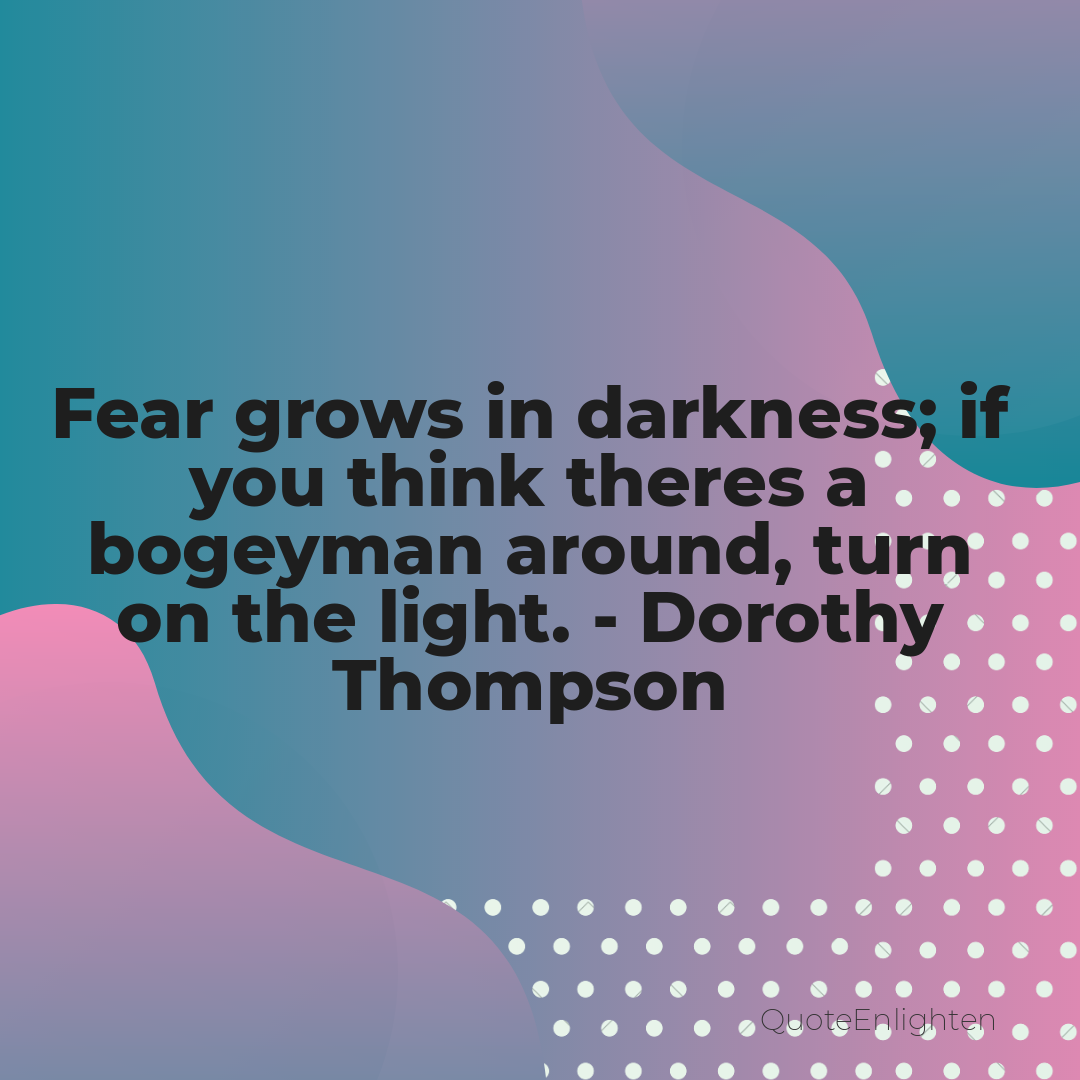 Fear grows in darkness; if
you think theres a
bogeyman around, turn
on the light. - Dorothy
Thompson
QuoteEnlighten